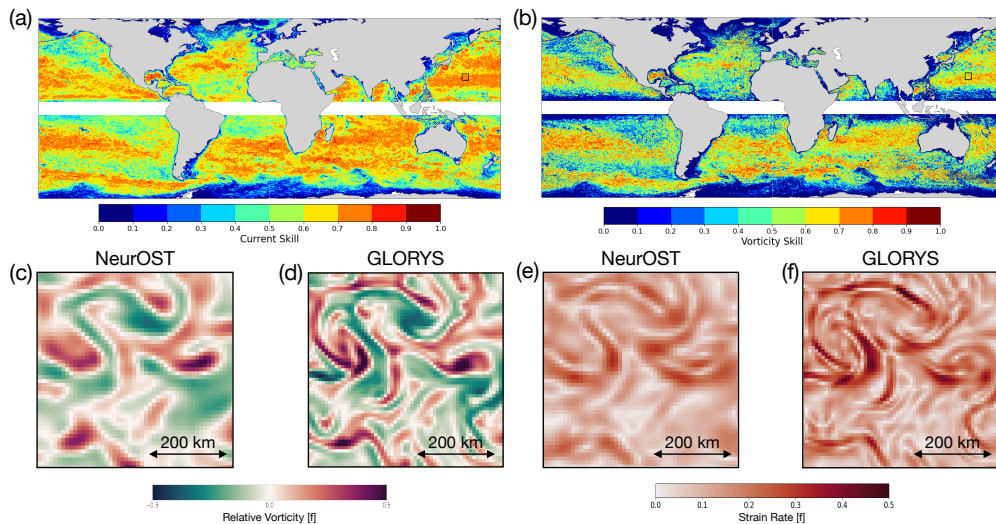 (a)
(b)
0.0 0.1 0.2 0.3 0.4 0.5 0.6 0.7 0.8 0.9 1.0
Current Skill
0.0 0.1 0.2 0.3 0.4 0.5 0.6 0.7 0.8 0.9 1.0
Vorticity Skill
(c) NeurOST
(d) GLORYS
(e) NeurOST
(f) GLORYS
200 km
200 km
200 km
200 km
−0.5 0.0 0.5
Relative Vorticity [f]
0.0 0.1 0.2 0.3 0.4 0.5
Strain Rate [f]